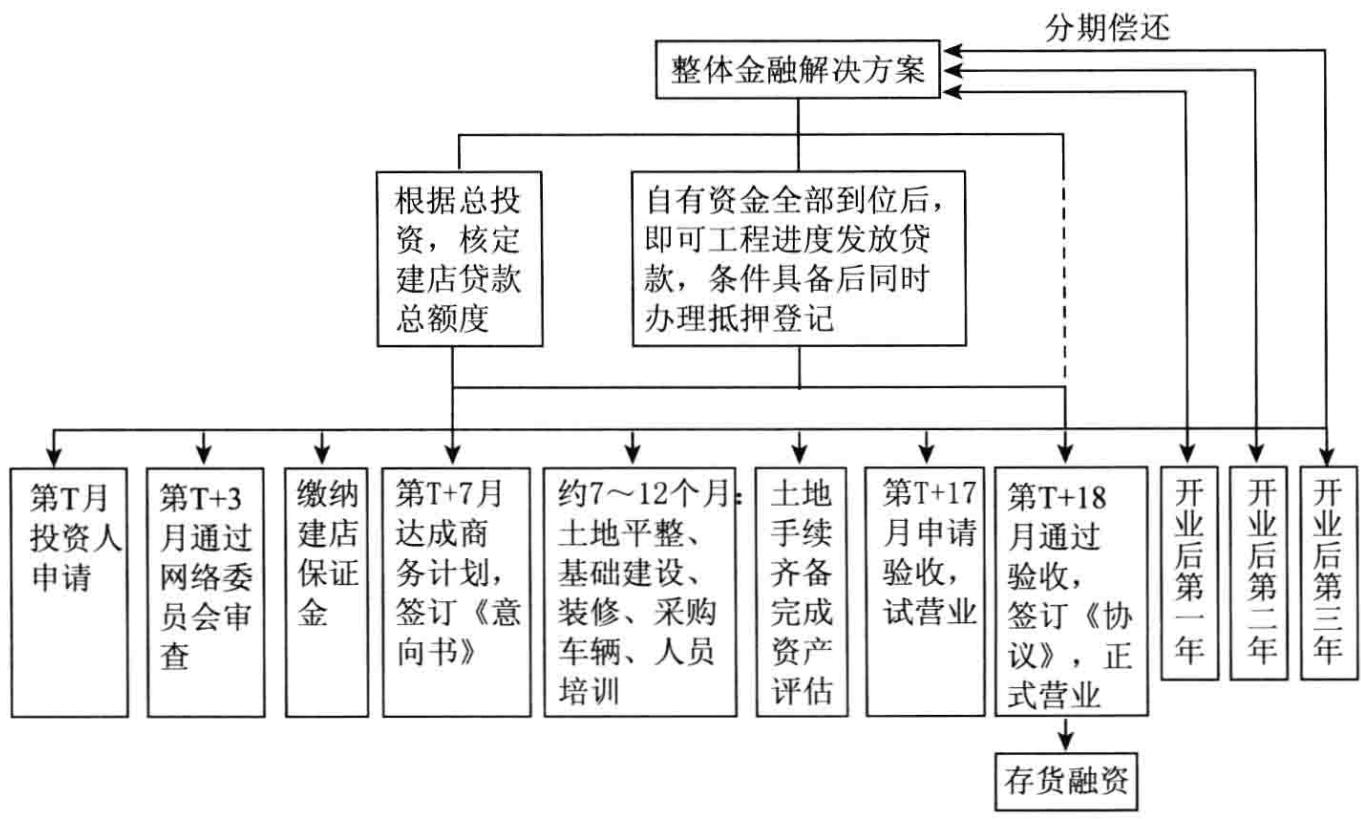 分期偿还
整体金融解决方案
根据总投
资，核定
建店贷款
总额度
自有资金全部到位后，
即可工程进度发放贷
款，条件具备后同时
办理抵押登记
第T月
投资人
申请
第T+3
月通过
网络委
员会审
查
缴纳
建店
保证
金
第T+7月
达成商
务计划，
签订《意
向书》
约7～12个月：
土地平整、
基础建设、
装修、采购
车辆、人员
培训
土地
手续
齐备
完成
资产
评估
第T+17
月申请
验收，
试营业
第T+18
月通过
验收，
签订《协
议》，正
式营业
开业后第一年
开业后第二年
开业后第三年
存货融资